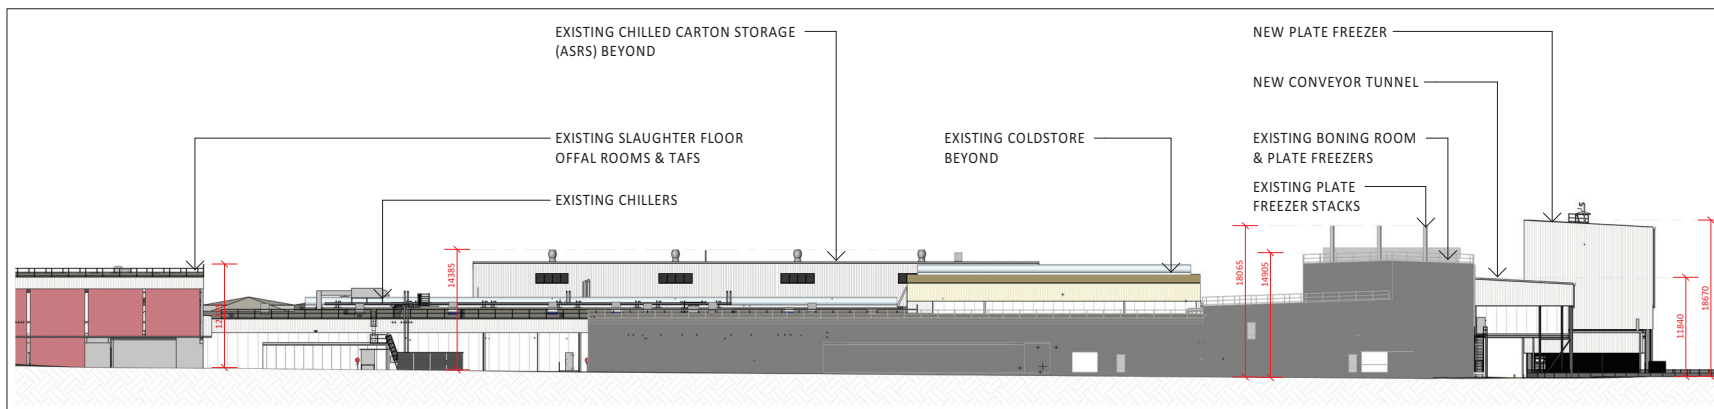 EXISTING CHILLED CARTON STORAGE
(ASRS) BEYOND
NEW PLATE FREEZER
NEW CONVEYOR TUNNEL
EXISTING SLAUGHTER FLOOR
OFFAL ROOMS & TAFS
EXISTING COLDSTORE
BEYOND
EXISTING BONING ROOM
& PLATE FREEZERS
EXISTING CHILLERS
EXISTING PLATE
FREEZER STACKS
14385
18065
14905
11840
18670